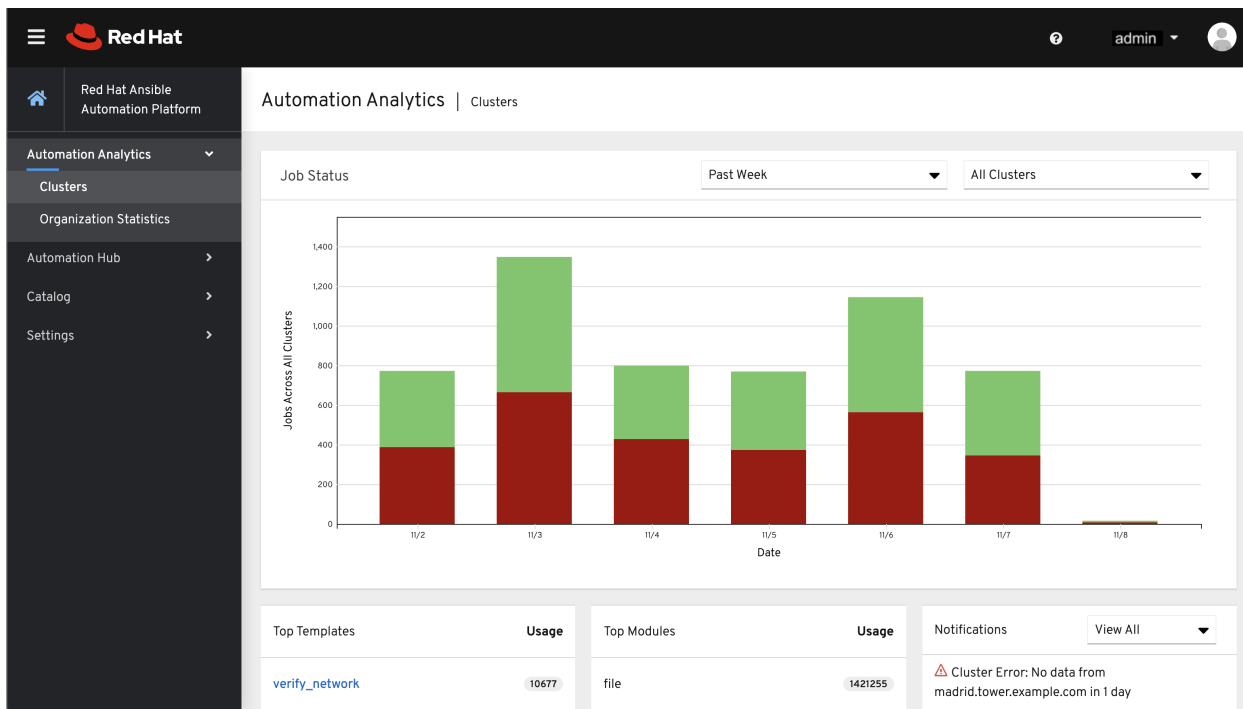 Red Hat
admin
Red Hat Ansible
Automation Platform
Automation Analytics
Clusters
Organization Statistics
Automation Hub
Catalog
Settings
Automation Analytics | Clusters
Job Status
Past Week
All Clusters
Jobs Across All Clusters
1,400
1,200
1,000
800
600
400
200
0
11/2 11/3 11/4 11/5 11/6 11/7 11/8
Date
Top Templates Usage
verify_network 10677
Top Modules Usage
file 1421255
Notifications View All
Cluster Error: No data from
madrid.tower.example.com in 1 day